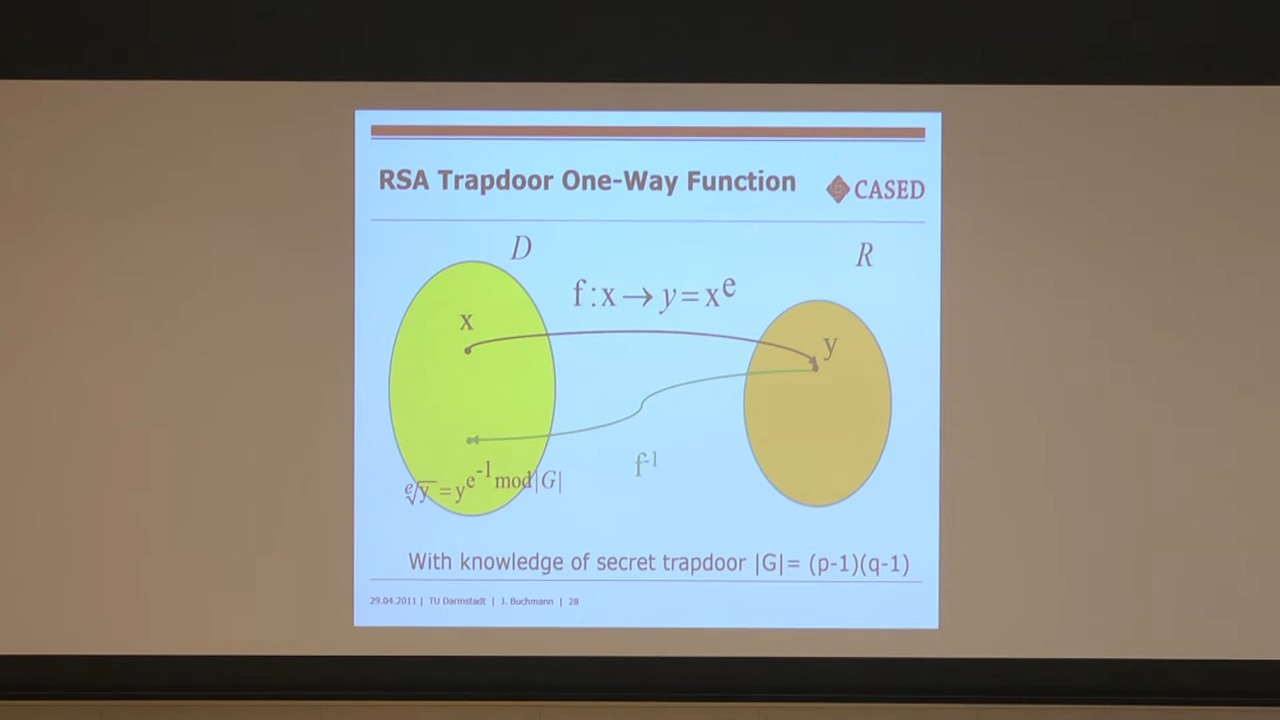 RSA Trapdoor One-Way Function
CASED
D
R
f:x→y=xᵉ
x
y
f⁻¹
ᵉ√y = y^e⁻¹ mod|G|
With knowledge of secret trapdoor |G|= (p-1)(q-1)
29.04.2011 | TU Darmstadt | J. Buchmann | 28